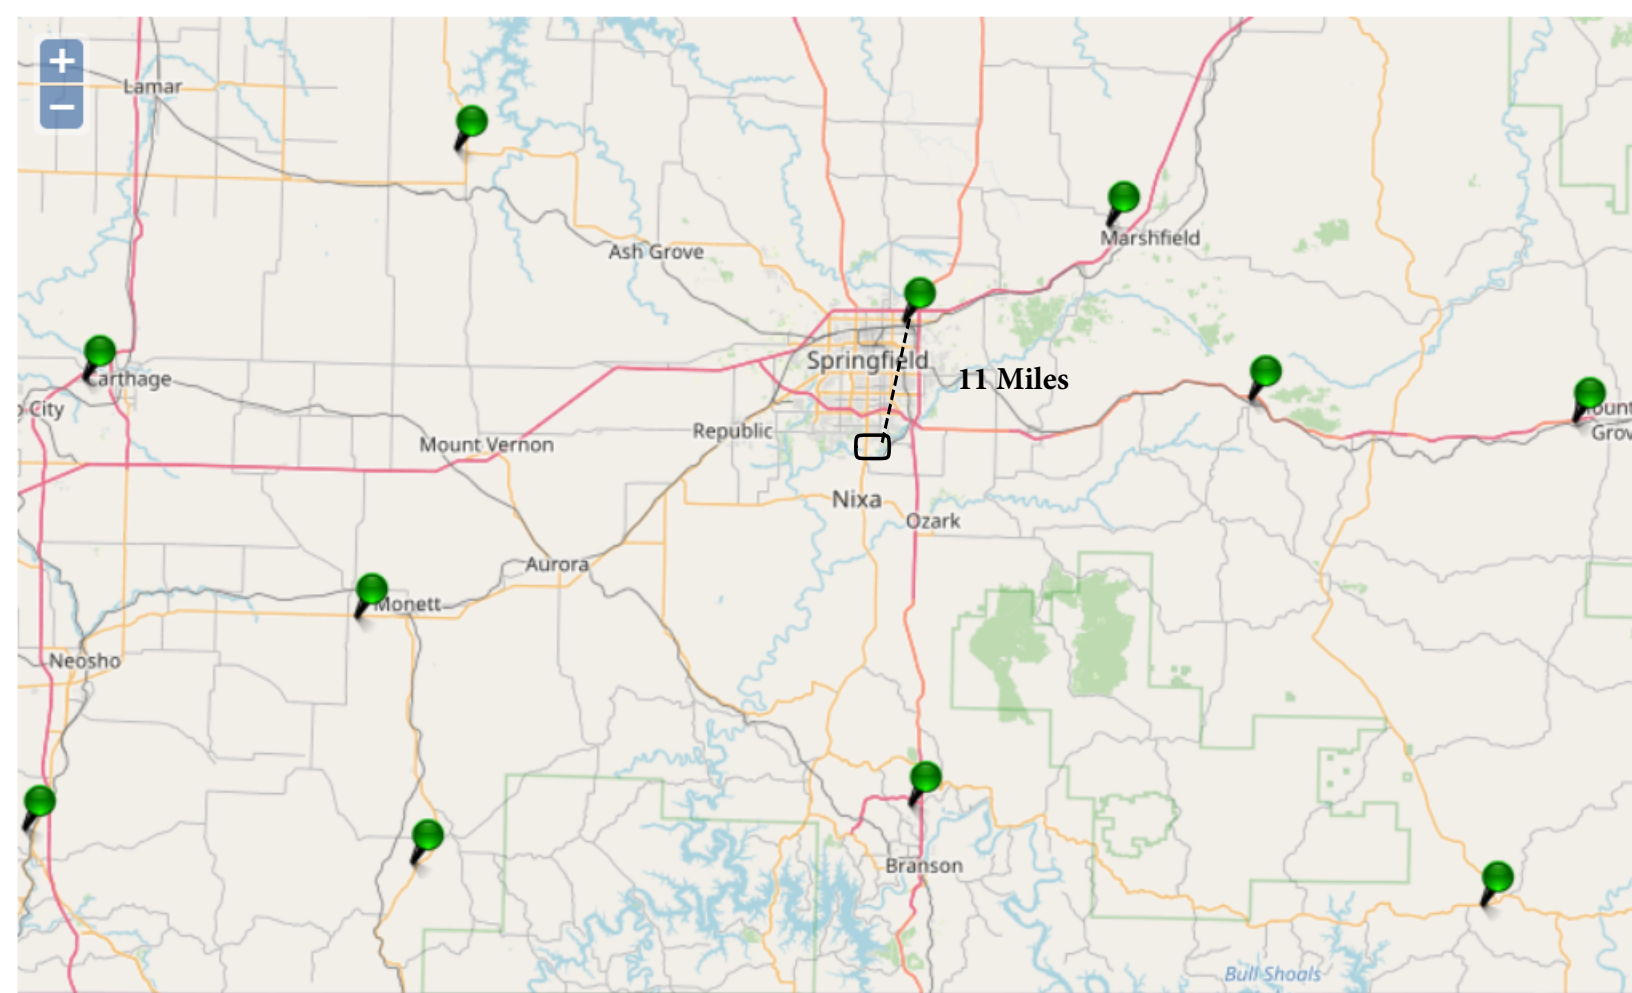 +
−
Lamar
Ash Grove
Marshfield
Springfield
11 Miles
Carthage
City
Mount Vernon
Republic
Grov
Nixa
Ozark
Aurora
Monett
Neosho
Branson
Bull Shoals